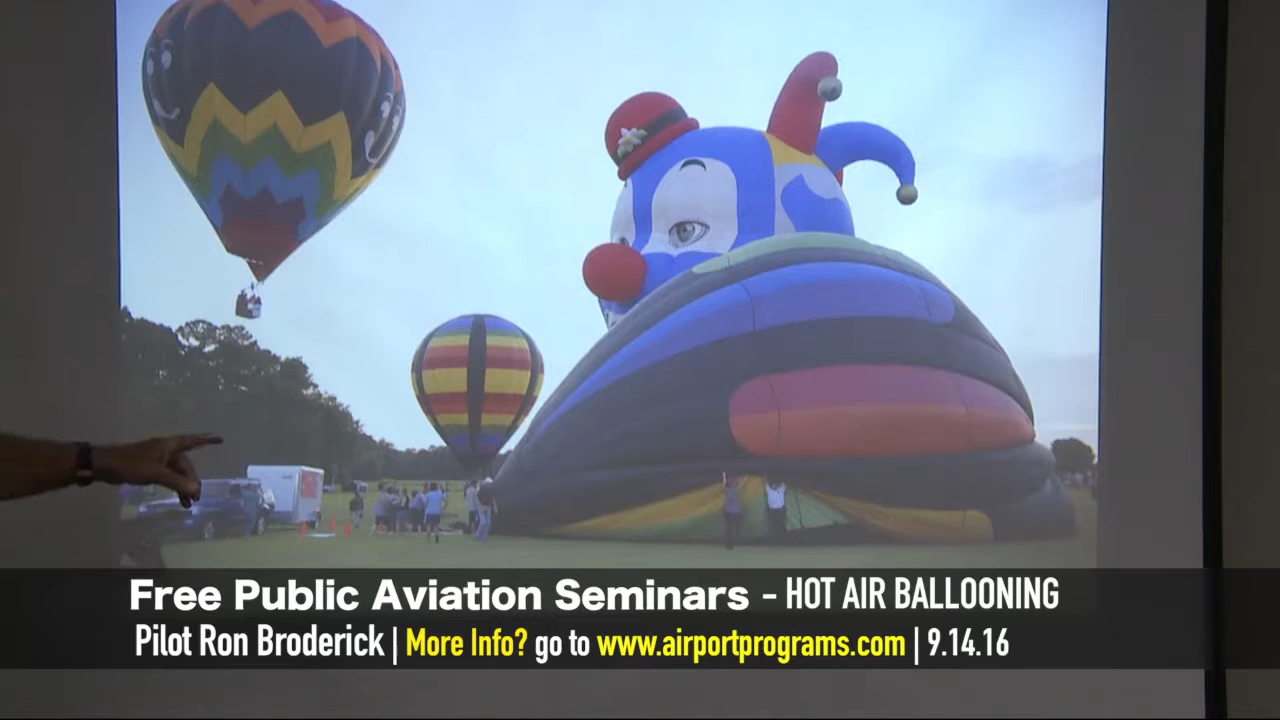 Free Public Aviation Seminars - HOT AIR BALLOONING
Pilot Ron Broderick | More Info? go to www.airportprograms.com | 9.14.16